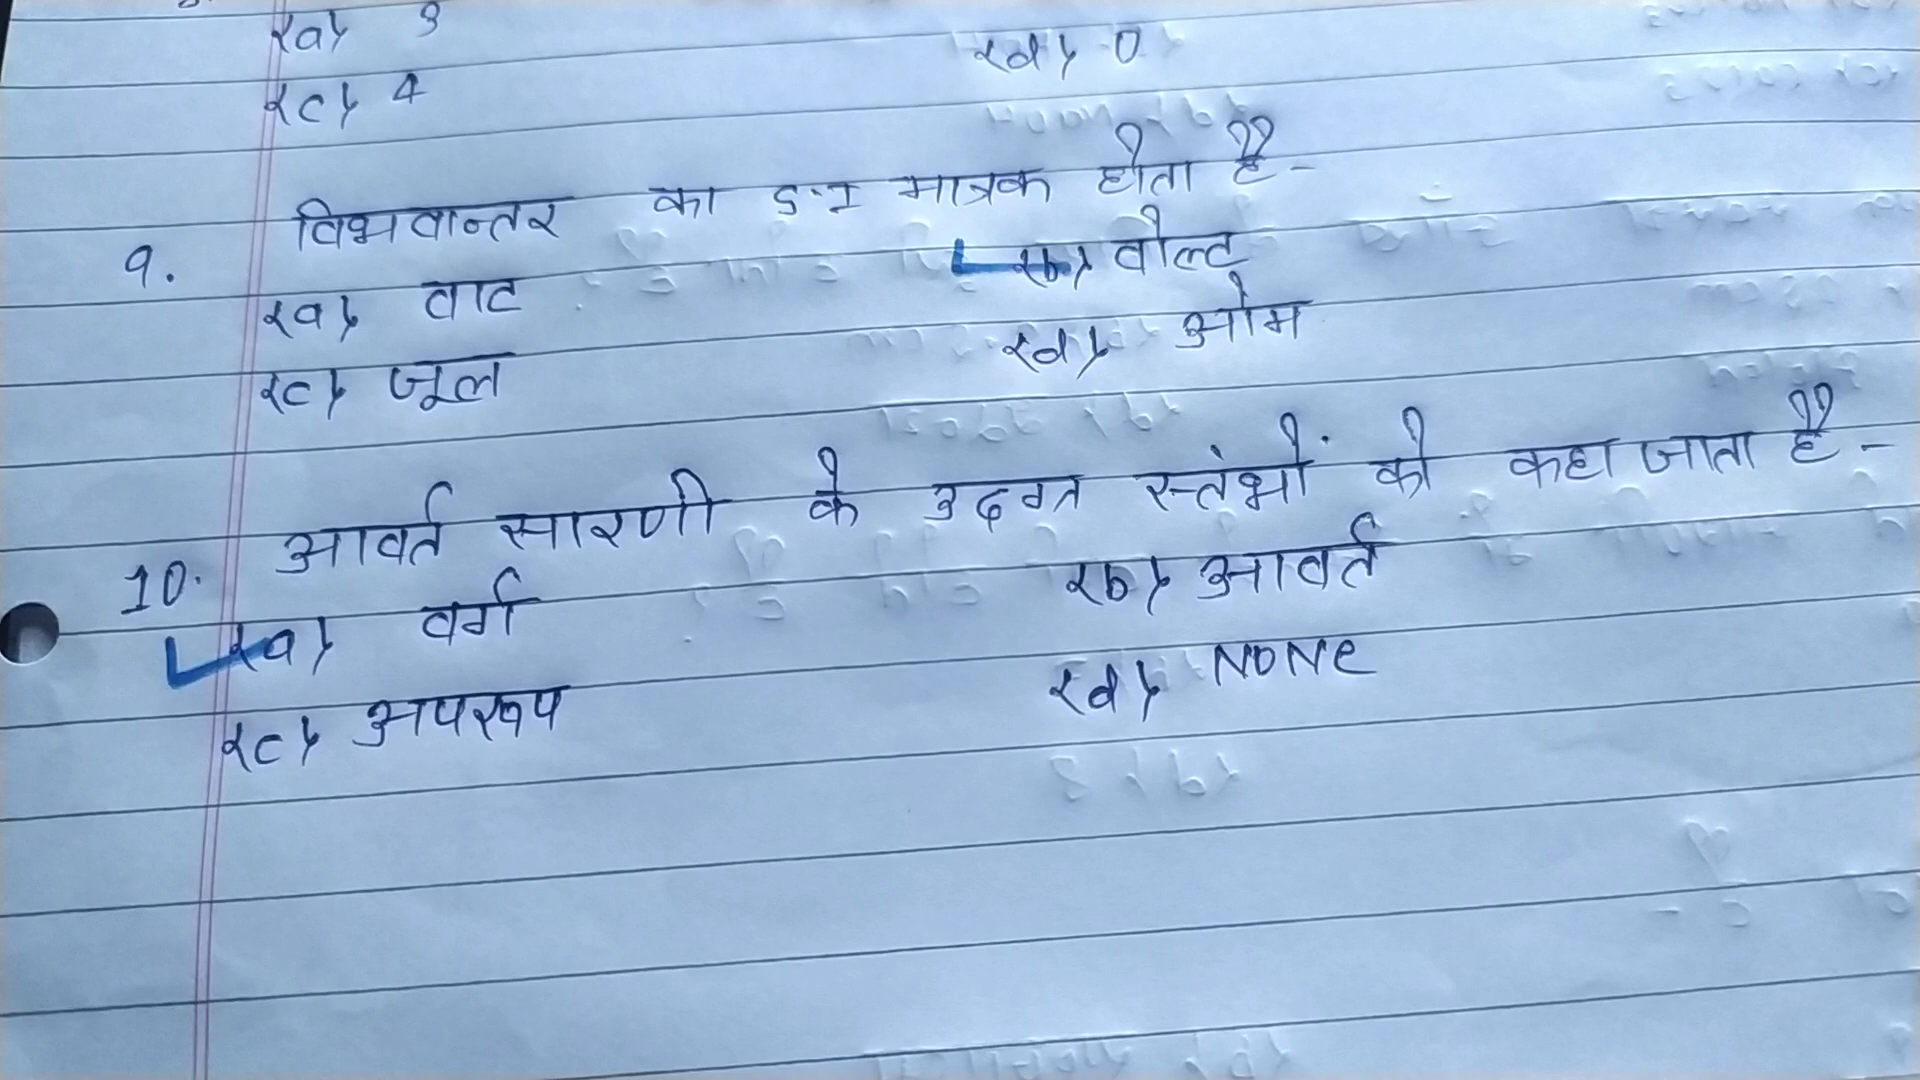 (a) 3
(d) 0
(c) 4
9. विभवान्तर का S.I मात्रक होता है-
(a) वाट (b) वोल्ट
(c) जूल (d) ओम
10. आवर्त सारणी के उदग्र स्तंभों को कहा जाता है -
(a) वर्ग (b) आवर्त
(c) अपरूप (d) NONe